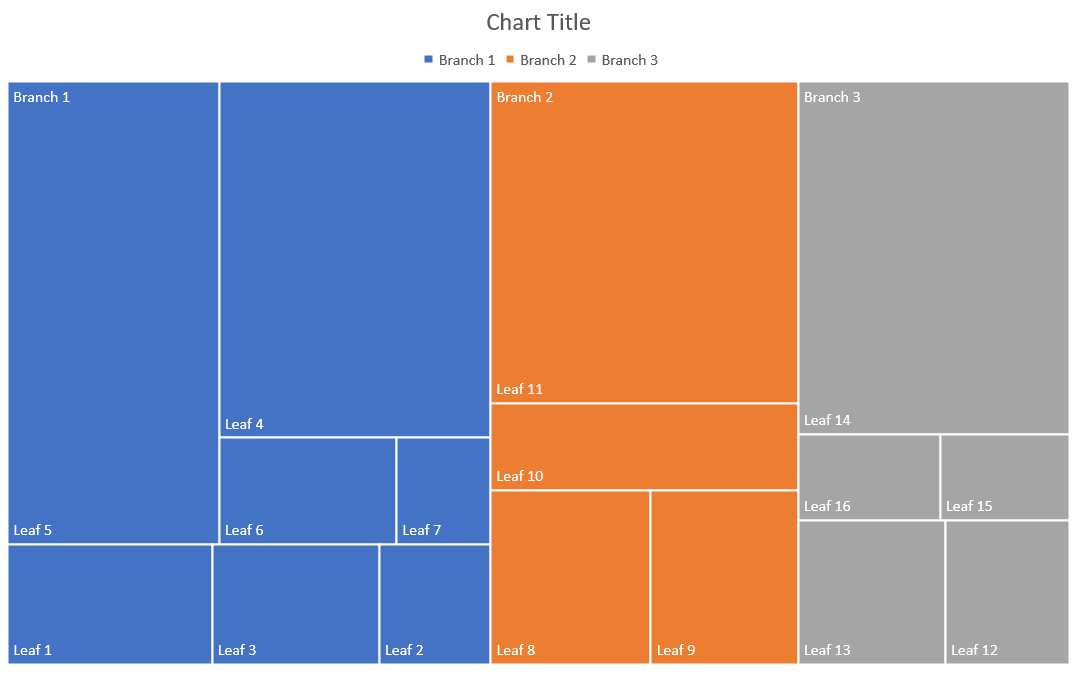 Chart Title
Branch 1 Branch 2 Branch 3
Branch 1
Branch 2
Branch 3
Leaf 11
Leaf 14
Leaf 4
Leaf 10
Leaf 16
Leaf 15
Leaf 5
Leaf 6
Leaf 7
Leaf 1
Leaf 3
Leaf 2
Leaf 8
Leaf 9
Leaf 13
Leaf 12